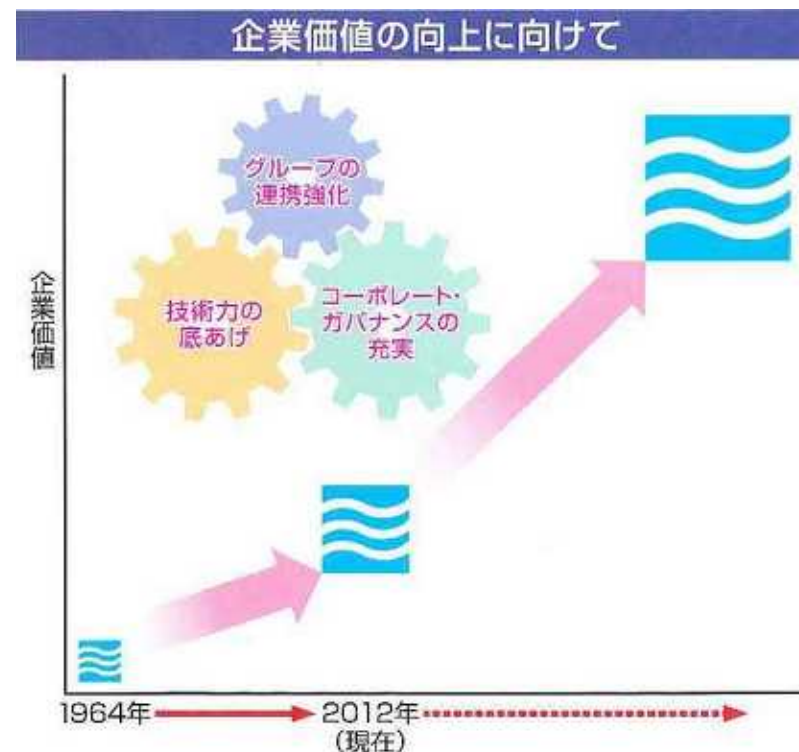 企業価値の向上に向けて
グループの
連携強化
技術力の
底あげ
コーポレート・
ガバナンスの
充実
企業価値
1964年
2012年
(現在)